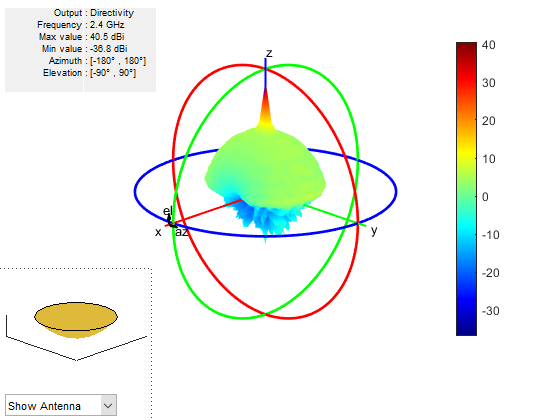 Output : Directivity
Frequency : 2.4 GHz
Max value : 40.5 dBi
Min value : -36.8 dBi
Azimuth : [-180° , 180°]
Elevation : [-90° , 90°]
z
el
x
az
y
40
30
20
10
0
-10
-20
-30
Show Antenna